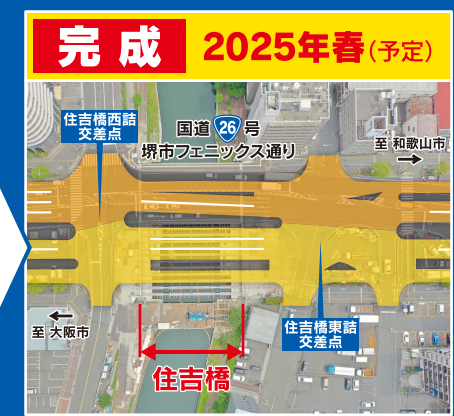 完成 2025年春(予定)
住吉橋西詰
交差点
国道26号
堺市フェニックス通り
至 和歌山市
至 大阪市
住吉橋東詰
交差点
住吉橋